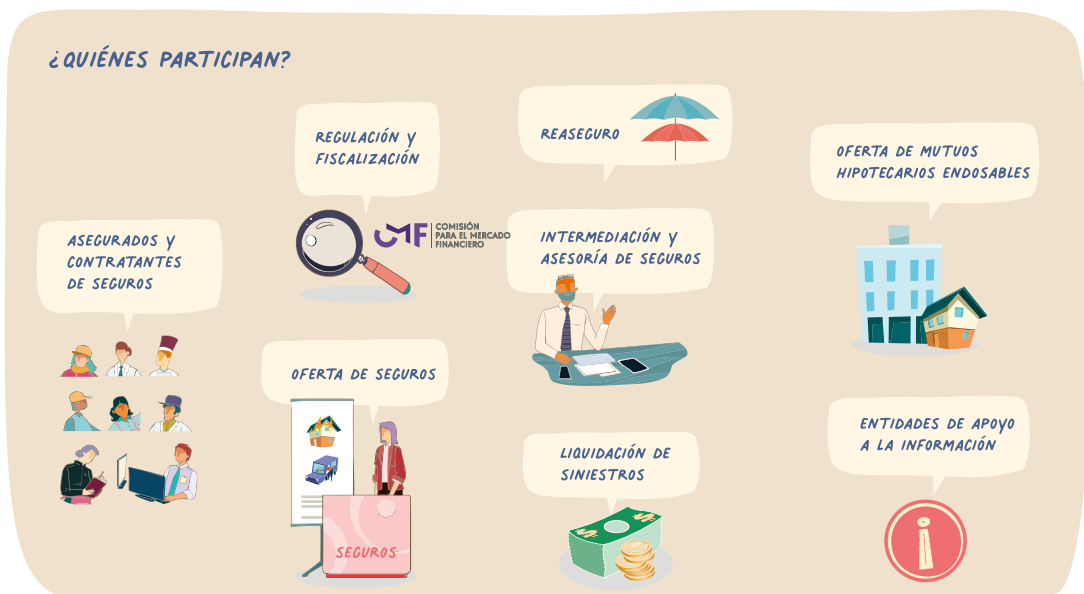 ¿QUIÉNES PARTICIPAN?
ASEGURADOS Y
CONTRATANTES
DE SEGUROS
REGULACIÓN Y
FISCALIZACIÓN
CMF
COMISIÓN
PARA EL MERCADO
FINANCIERO
OFERTA DE SEGUROS
SEGUROS
REASEGURO
INTERMEDIACIÓN Y
ASESORÍA DE SEGUROS
LIQUIDACIÓN DE
SINIESTROS
$ $
OFERTA DE MUTUOS
HIPOTECARIOS ENDOSABLES
ENTIDADES DE APOYO
A LA INFORMACIÓN
i